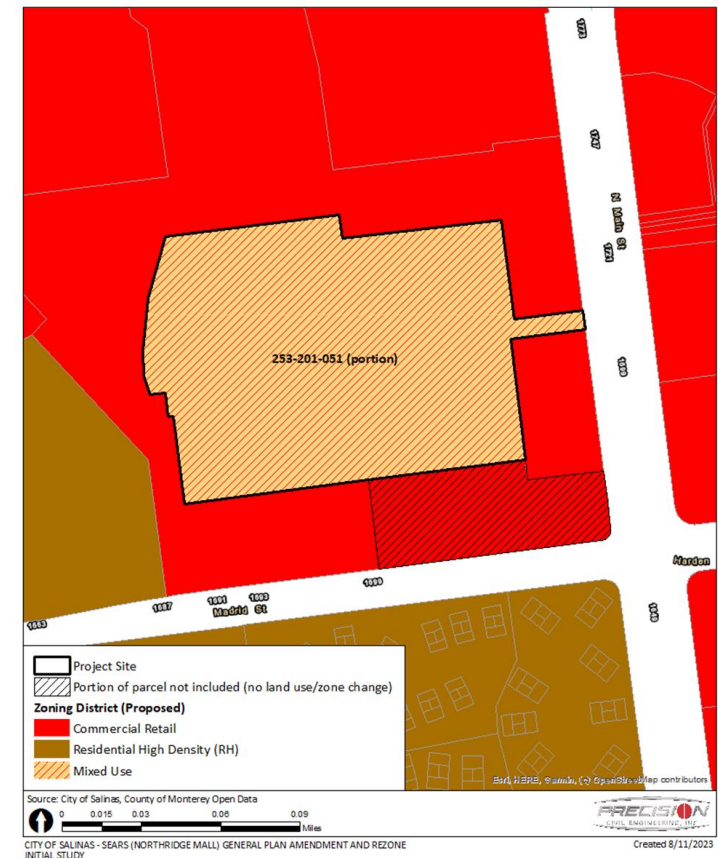 1773
1747
N Main St
1721
253-201-051 (portion)
1699
Harden
1663
1687
1691
1693
1690
Madrid St
1649
Project Site
Portion of parcel not included (no land use/zone change)
Zoning District (Proposed)
Commercial Retail
Residential High Density (RH)
Mixed Use
Esri, HERE, Garmin, (c) OpenStreetMap contributors
Source: City of Salinas, County of Monterey Open Data
0 0.015 0.03 0.06 0.09
Miles
PRECISION
CIVIL ENGINEERING, INC
CITY OF SALINAS - SEARS (NORTHRIDGE MALL) GENERAL PLAN AMENDMENT AND REZONE
INITIAL STUDY
Created 8/11/2023